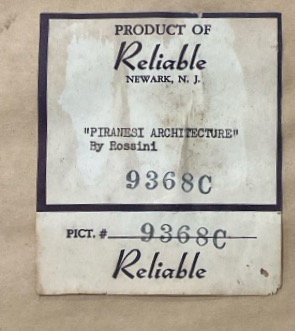 PRODUCT OF
Reliable
NEWARK, N. J.
"PIRANESI ARCHITECTURE"
By Rossini
9368C
PICT. # 9368C
Reliable